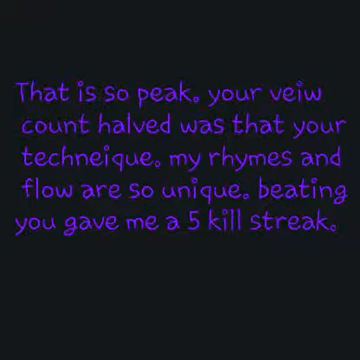 That is so peak. your veiw
count halved was that your
techneique. my rhymes and
flow are so unique. beating
you gave me a 5 kill streak.